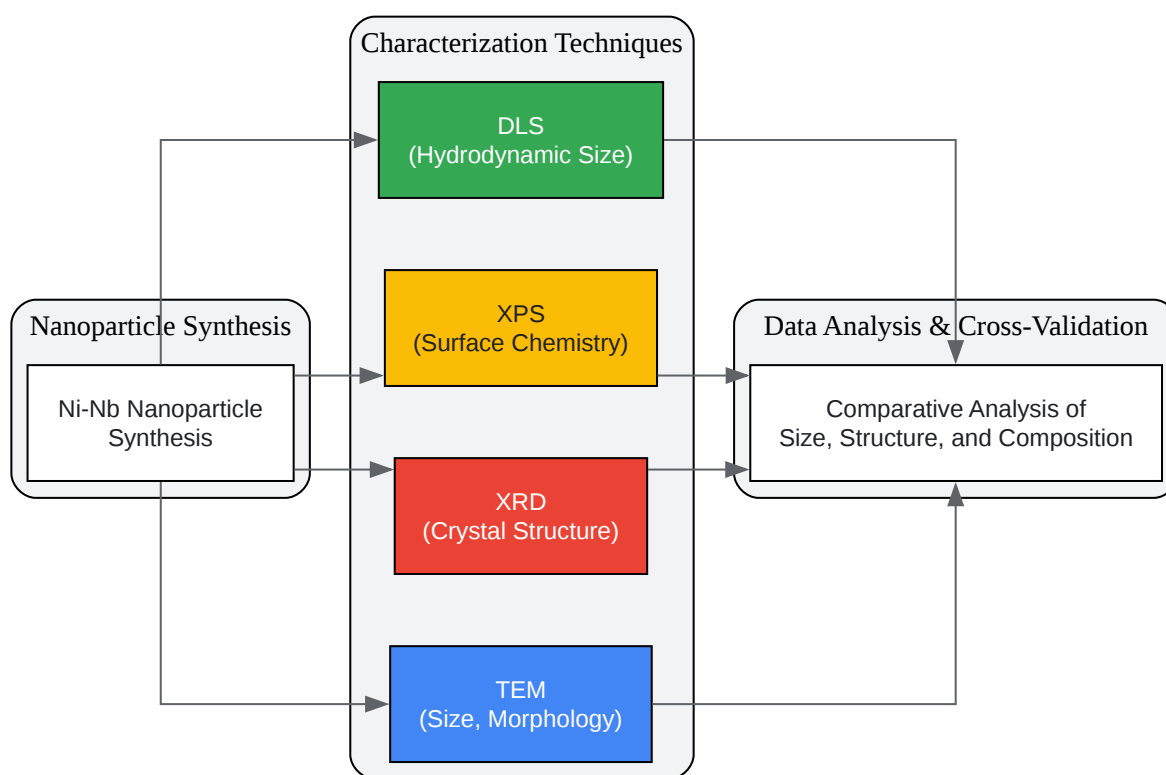 Characterization Techniques
DLS
(Hydrodynamic Size)
XPS
(Surface Chemistry)
XRD
(Crystal Structure)
TEM
(Size, Morphology)
Nanoparticle Synthesis
Ni-Nb Nanoparticle
Synthesis
Data Analysis & Cross-Validation
Comparative Analysis of
Size, Structure, and Composition